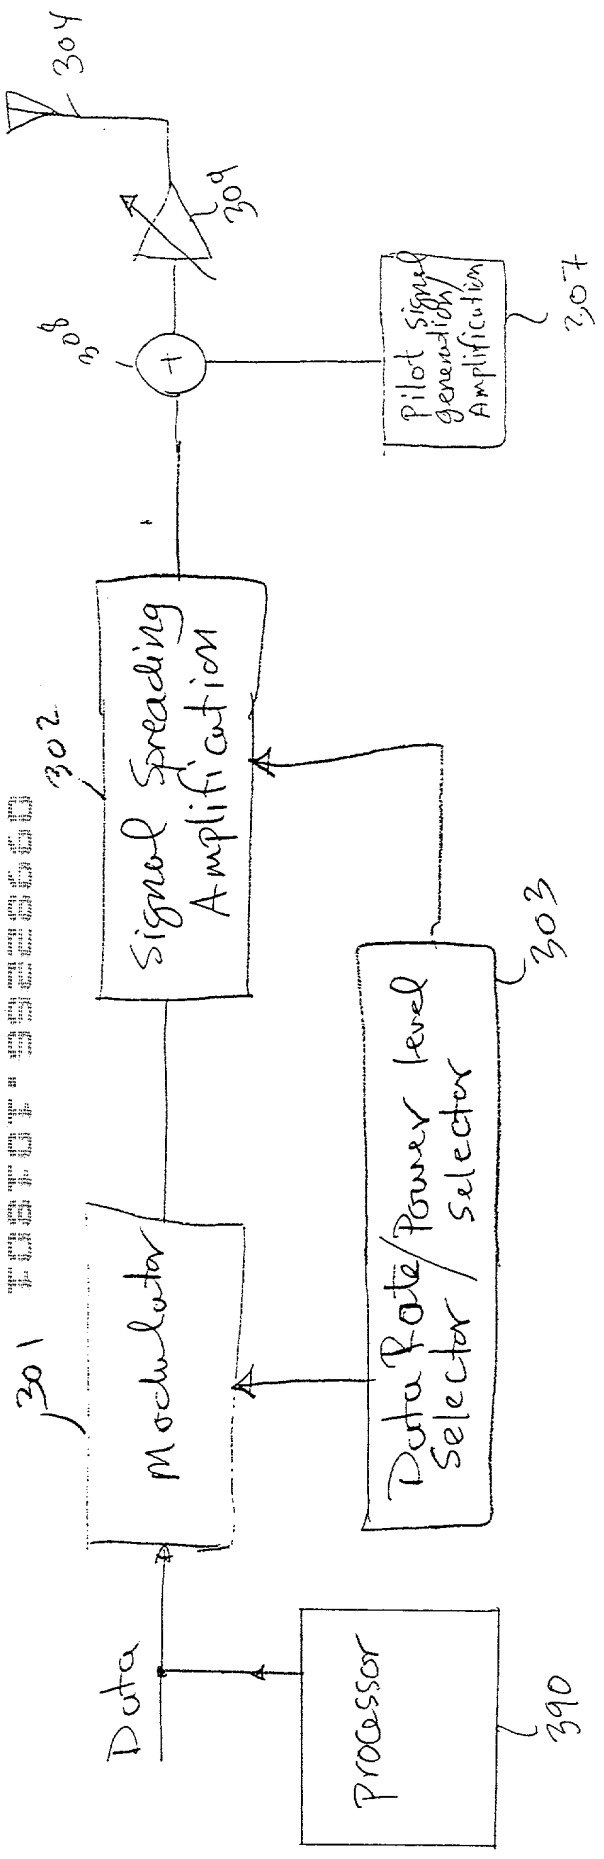 304
309
308
Pilot Signal
generation/
Amplification
307
302
Signal Spreading
Amplification
301
Modulator
Data Rate/Power level
Selector/ Selector
303
Data
processor
390